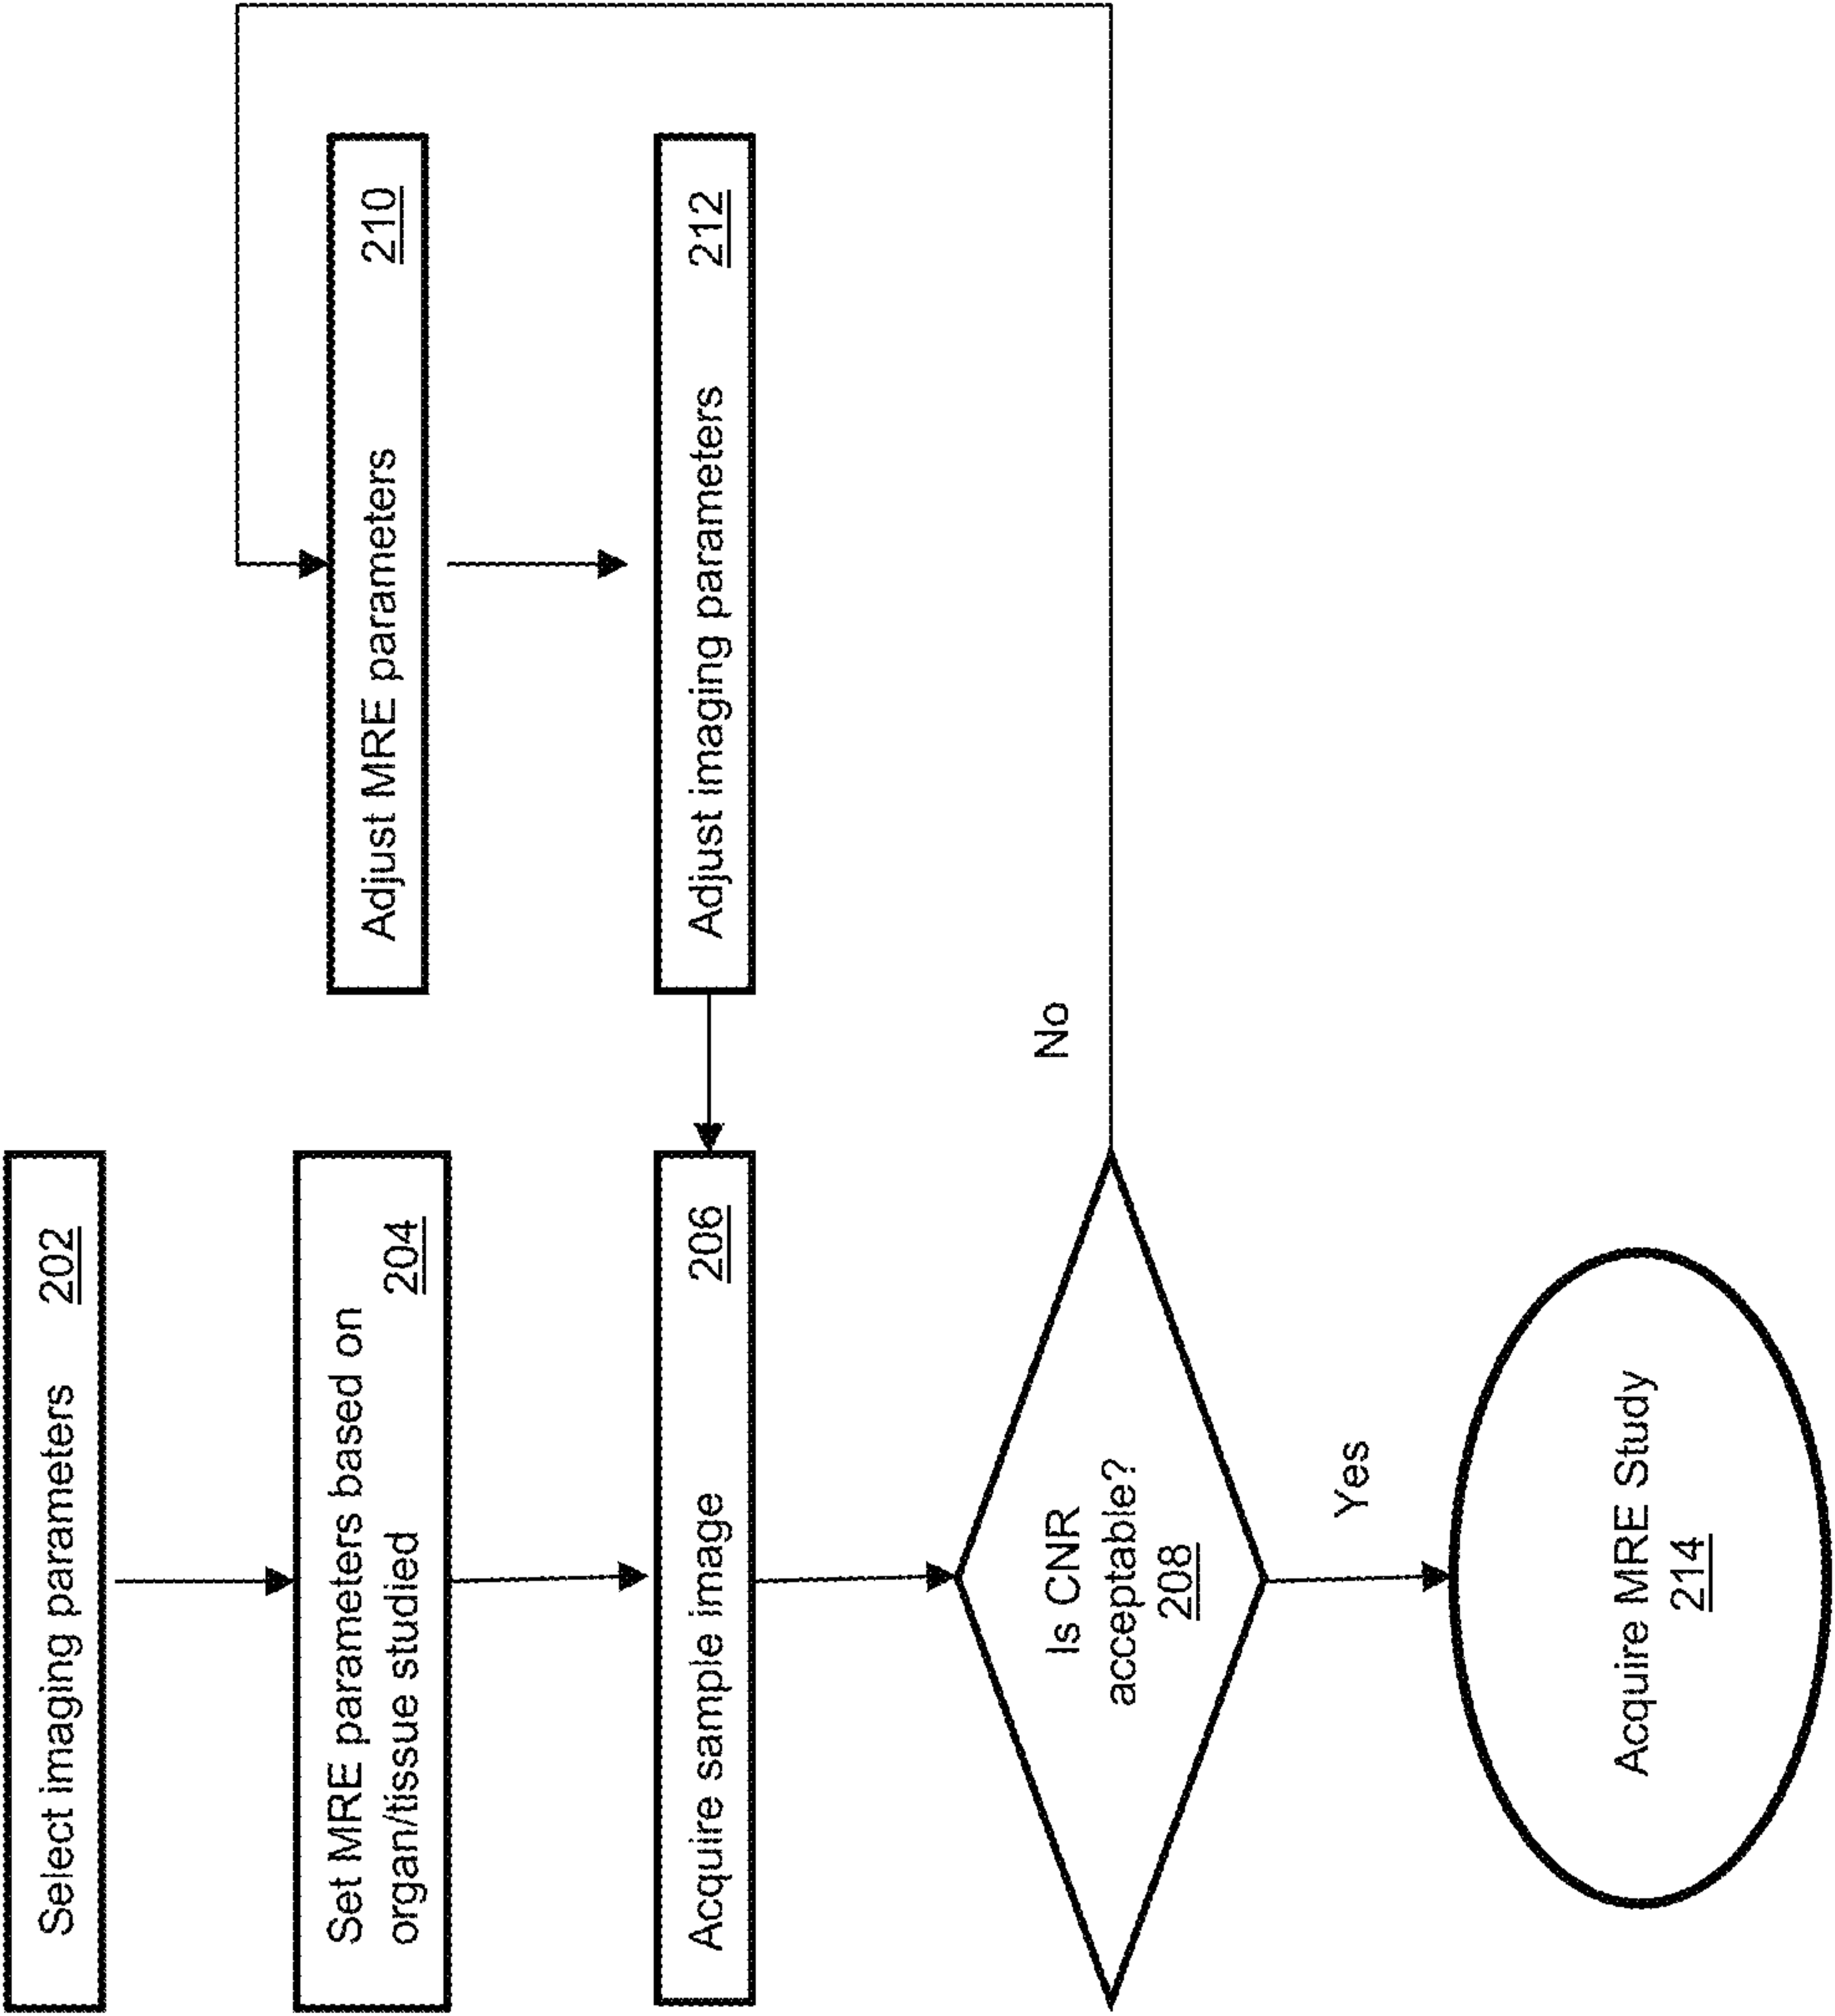 Select imaging parameters 202
Set MRE parameters based on
organ/tissue studied 204
Acquire sample image 206
Is CNR
acceptable?
208
Yes
No
Adjust MRE parameters 210
Adjust imaging parameters 212
Acquire MRE Study
214